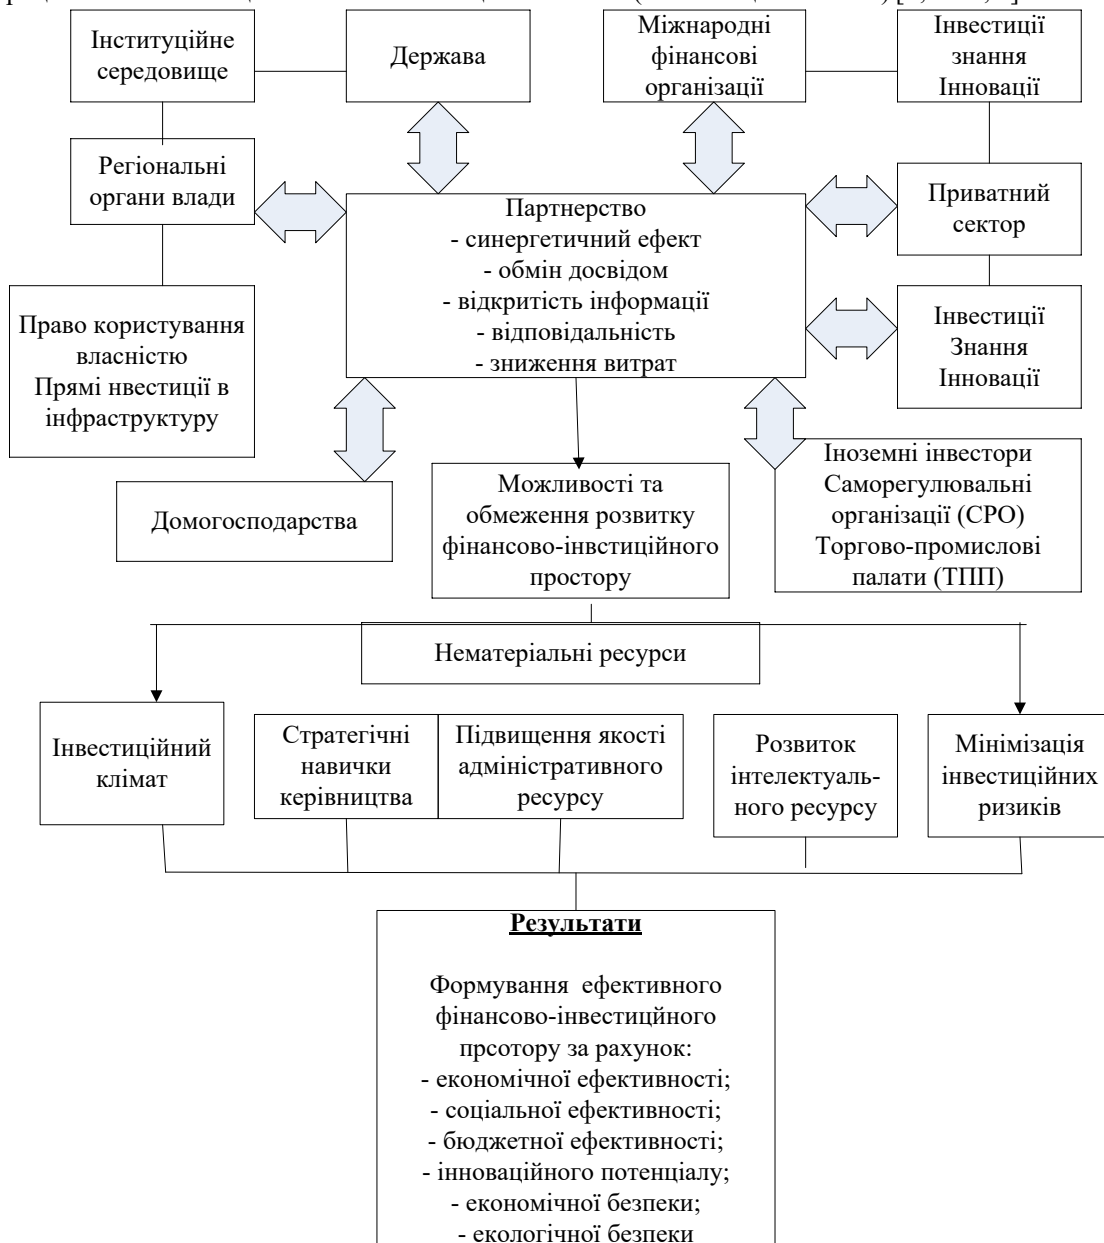 Інституційне
середовище
Держава
Міжнародні
фінансові
організації
Інвестиції
знання
Інновації
Регіональні
органи влади
Партнерство
- синергетичний ефект
- обмін досвідом
- відкритість інформації
- відповідальність
- зниження витрат
Приватний
сектор
Право користування
власністю
Прямі нвестиції в
інфраструктуру
Інвестиції
Знання
Інновації
Домогосподарства
Можливості та
обмеження розвитку
фінансово-інвстиційного
простору
Іноземні інвестори
Саморегулювальні
організації (СРО)
Торгово-промислові
палати (ТПП)
Нематеріальні ресурси
Інвестиційний
клімат
Стратегічні
навички
керівництва
Підвищення якості
адміністративного
ресурсу
Розвиток
інтелектуаль-
ного ресурсу
Мінімізація
інвестиційних
ризиків
Результати
Формування ефективного
фінансово-інвестицйного
прсотору за рахунок:
- економічної ефективності;
- соціальної ефективності;
- бюджетної ефективності;
- інноваційного потенціалу;
- економічної безпеки;
- екологічної безпеки